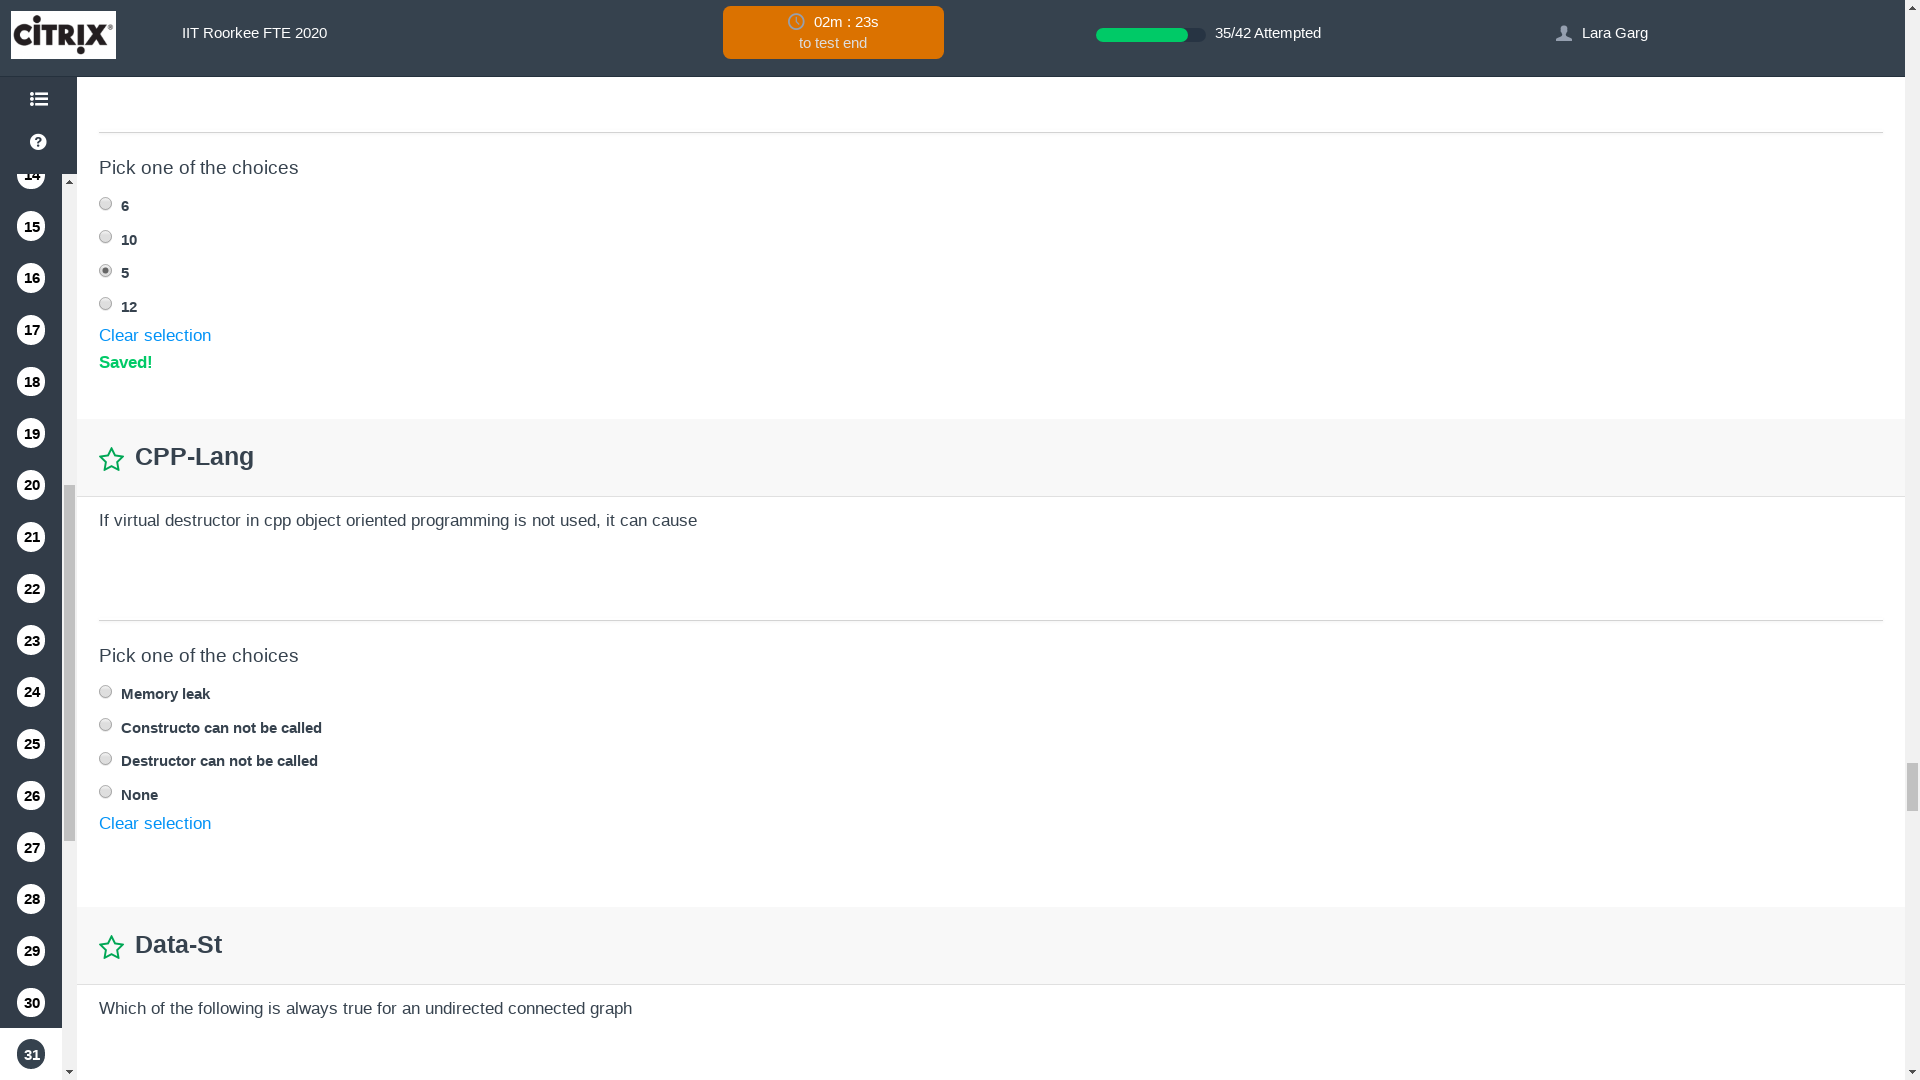 CiTRIX®
IIT Roorkee FTE 2020
02m : 23s
to test end
35/42 Attempted
Lara Garg
14
15
16
17
18
19
20
21
22
23
24
25
26
27
28
29
30
31
Pick one of the choices
6
10
5
12
Clear selection
Saved!
CPP-Lang
If virtual destructor in cpp object oriented programming is not used, it can cause
Pick one of the choices
Memory leak
Constructo can not be called
Destructor can not be called
None
Clear selection
Data-St
Which of the following is always true for an undirected connected graph